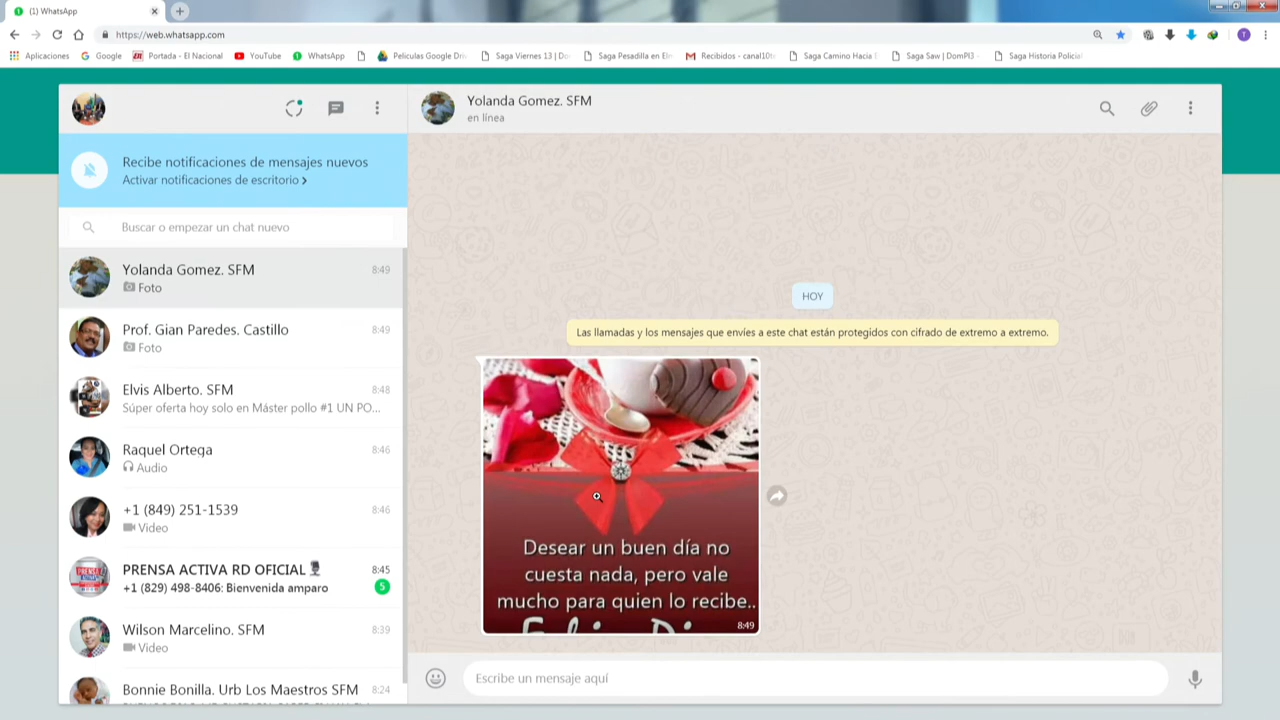 (1) WhatsApp
https://web.whatsapp.com
Aplicaciones
Google
Portada - El Nacional
YouTube
WhatsApp
Peliculas Google Dri
Saga Viernes 13 | Do
Saga Pesadilla en El
Recibidos - canal10t
Saga Camino Hacia
Saga Saw | DomPl3 -
Saga Historia Policial
Yolanda Gomez. SFM
en línea
Recibe notificaciones de mensajes nuevos
Activar notificaciones de escritorio >
Buscar o empezar un chat nuevo
Yolanda Gomez. SFM 8:49
Foto
Prof. Gian Paredes. Castillo 8:49
Foto
Elvis Alberto. SFM 8:48
Súper oferta hoy solo en Máster pollo #1 UN PO...
Raquel Ortega 8:46
Audio
+1 (849) 251-1539 8:46
Video
PRENSA ACTIVA RD OFICIAL🎙 8:45
+1 (829) 498-8406: Bienvenida amparo 5
Wilson Marcelino. SFM 8:39
Video
Bonnie Bonilla. Urb Los Maestros SFM 8:24
HOY
Las llamadas y los mensajes que envíes a este chat están protegidos con cifrado de extremo a extremo.
Desear un buen día no
cuesta nada, pero vale
mucho para quien lo recibe..
8:49
Escribe un mensaje aquí